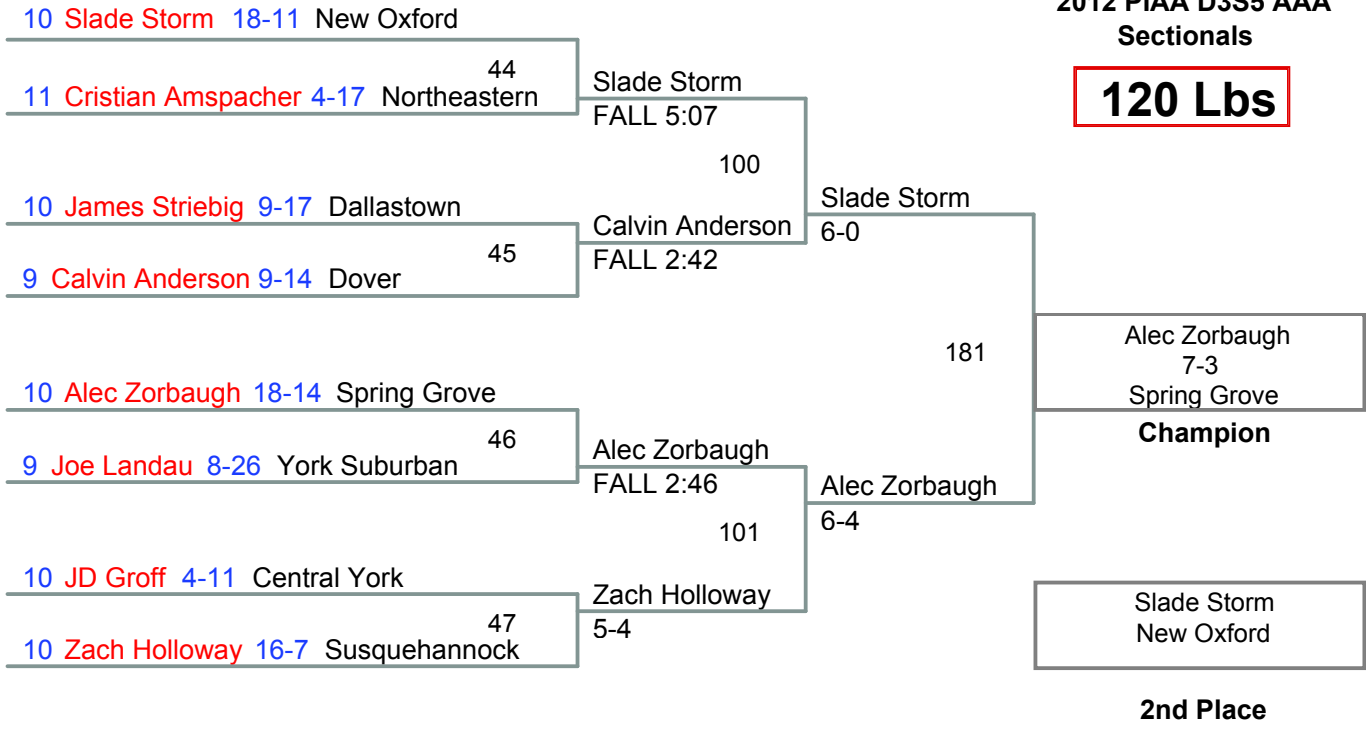 2012 PIAA D3S5 AAA
Sectionals
120 Lbs
10 Slade Storm 18-11 New Oxford
44
11 Cristian Amspacher 4-17 Northeastern
Slade Storm
FALL 5:07
100
10 James Striebig 9-17 Dallastown
45
9 Calvin Anderson 9-14 Dover
Calvin Anderson
FALL 2:42
Slade Storm
6-0
181
10 Alec Zorbaugh 18-14 Spring Grove
46
9 Joe Landau 8-26 York Suburban
Alec Zorbaugh
FALL 2:46
101
10 JD Groff 4-11 Central York
47
10 Zach Holloway 16-7 Susquehannock
Zach Holloway
5-4
Alec Zorbaugh
6-4
Alec Zorbaugh
7-3
Spring Grove
Champion
Slade Storm
New Oxford
2nd Place